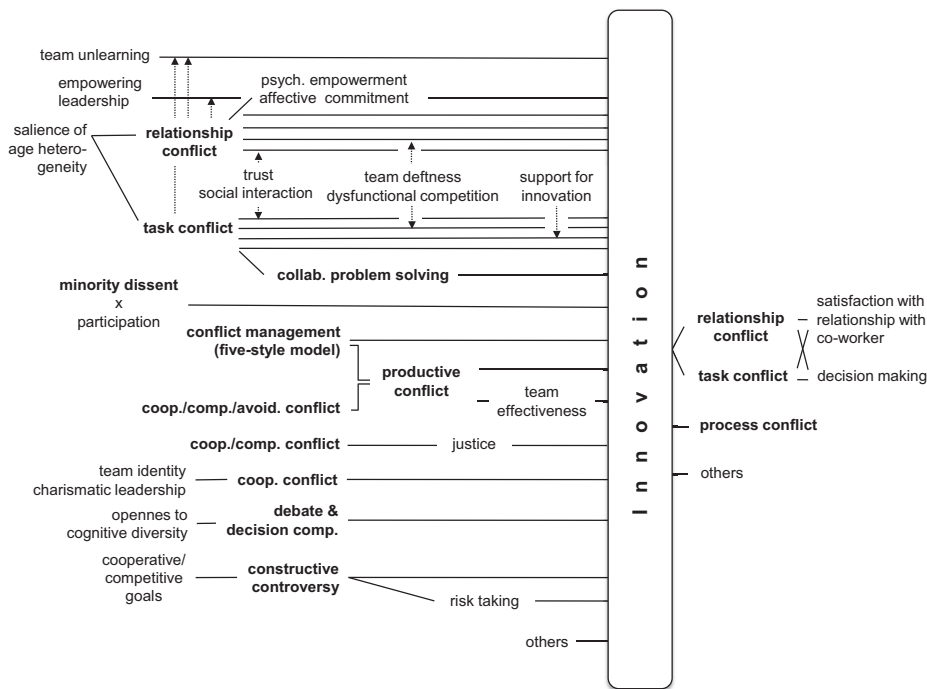 team unlearning
empowering
leadership
psych. empowerment
affective commitment
salience of
age hetero-
geneity
relationship
conflict
trust
social interaction
team deftness
dysfunctional competition
support for
innovation
task conflict
collab. problem solving
minority dissent
x
participation
conflict management
(five-style model)
productive
conflict
coop./comp./avoid. conflict
team
effectiveness
coop./comp. conflict
justice
team identity
charismatic leadership
coop. conflict
opennes to
cognitive diversity
debate &
decision comp.
cooperative/
competitive
goals
constructive
controversy
risk taking
others
Innovation
relationship
conflict
satisfaction with
relationship with
co-worker
task conflict
decision making
process conflict
others